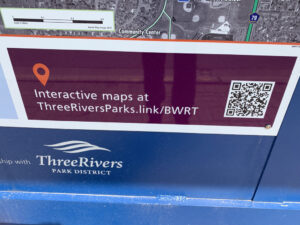 Community Center
Interactive maps at
ThreeRiversParks.link/BWRT
ship with
ThreeRivers
PARK DISTRICT